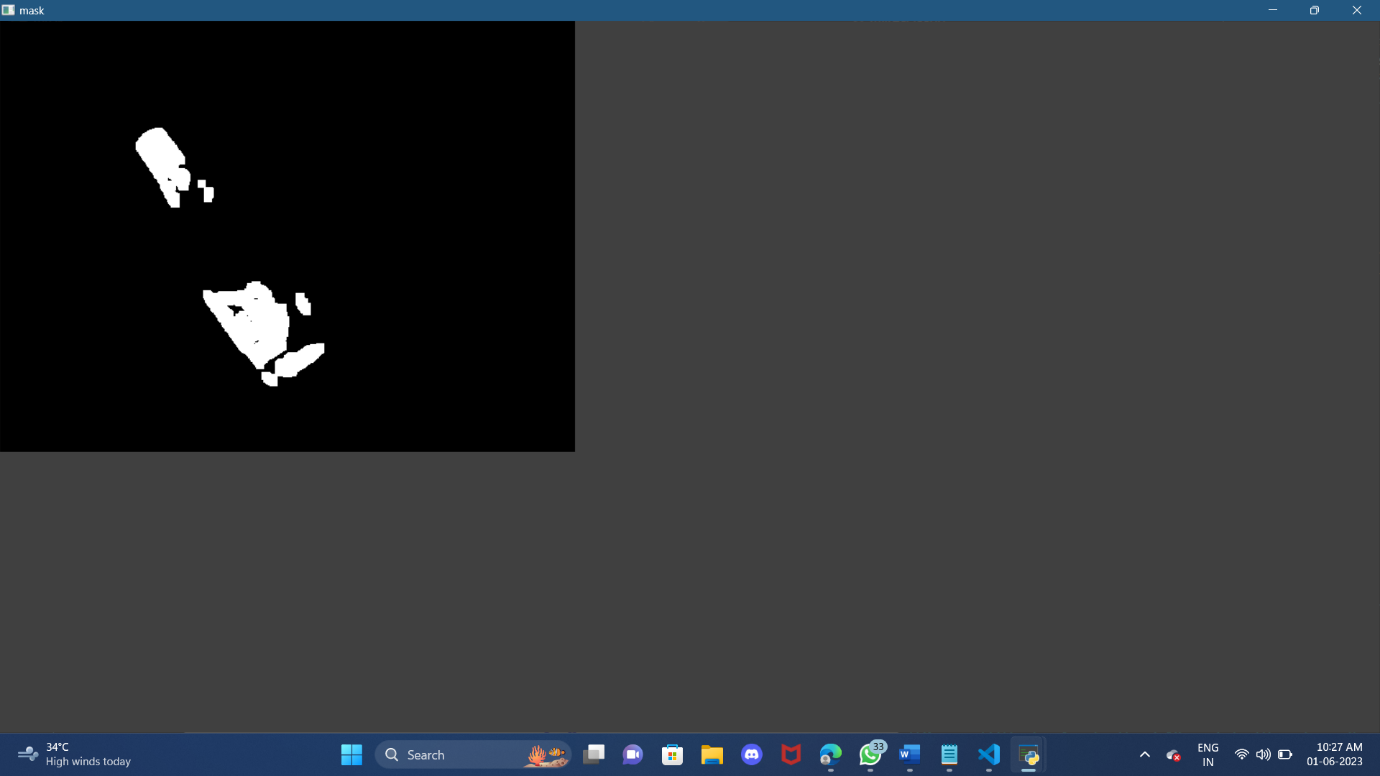 mask
34°C
High winds today
Search
33
ENG
IN
10:27 AM
01-06-2023